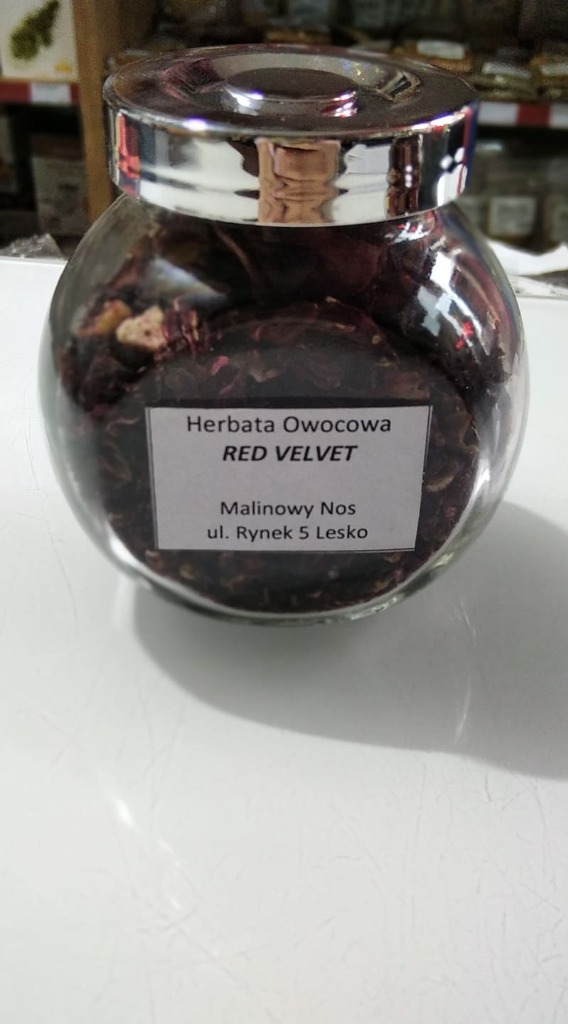 Herbata Owocowa
RED VELVET
Malinowy Nos
ul. Rynek 5 Lesko